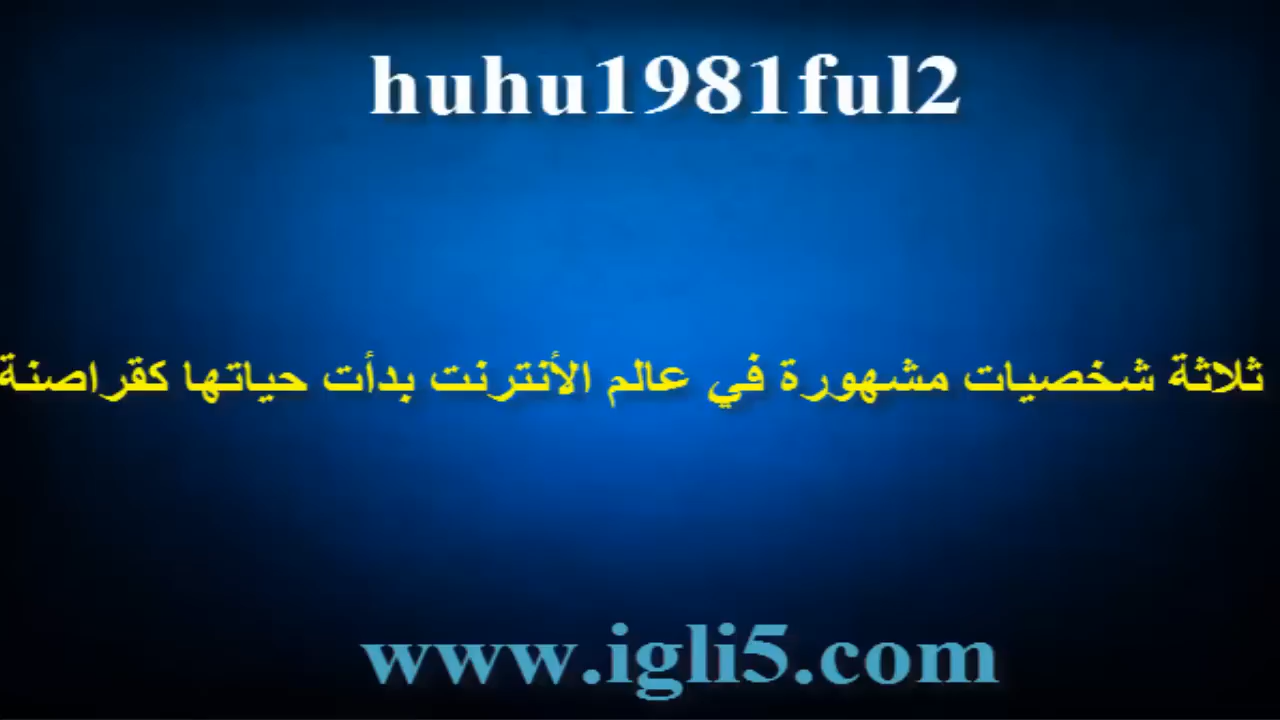 huhu1981ful2
ثلاثة شخصيات مشهورة في عالم الأنترنت بدأت حياتها كقراصنة
www.igli5.com